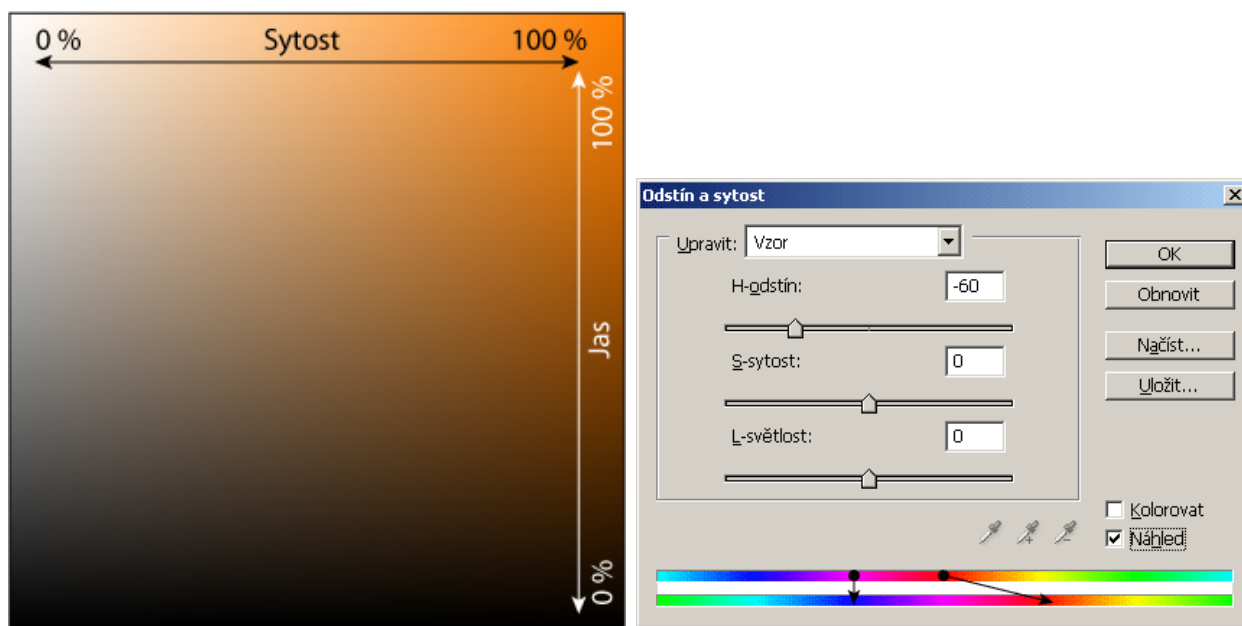 0 % Sytost 100 %
100 %
Jas
0 %
Odstín a sytost
Upravit: Vzor
OK
H-odstín: -60
Obnovit
S-sytost: 0
Načíst...
Uložit...
L-světlost: 0
Kolorovat
Náhled